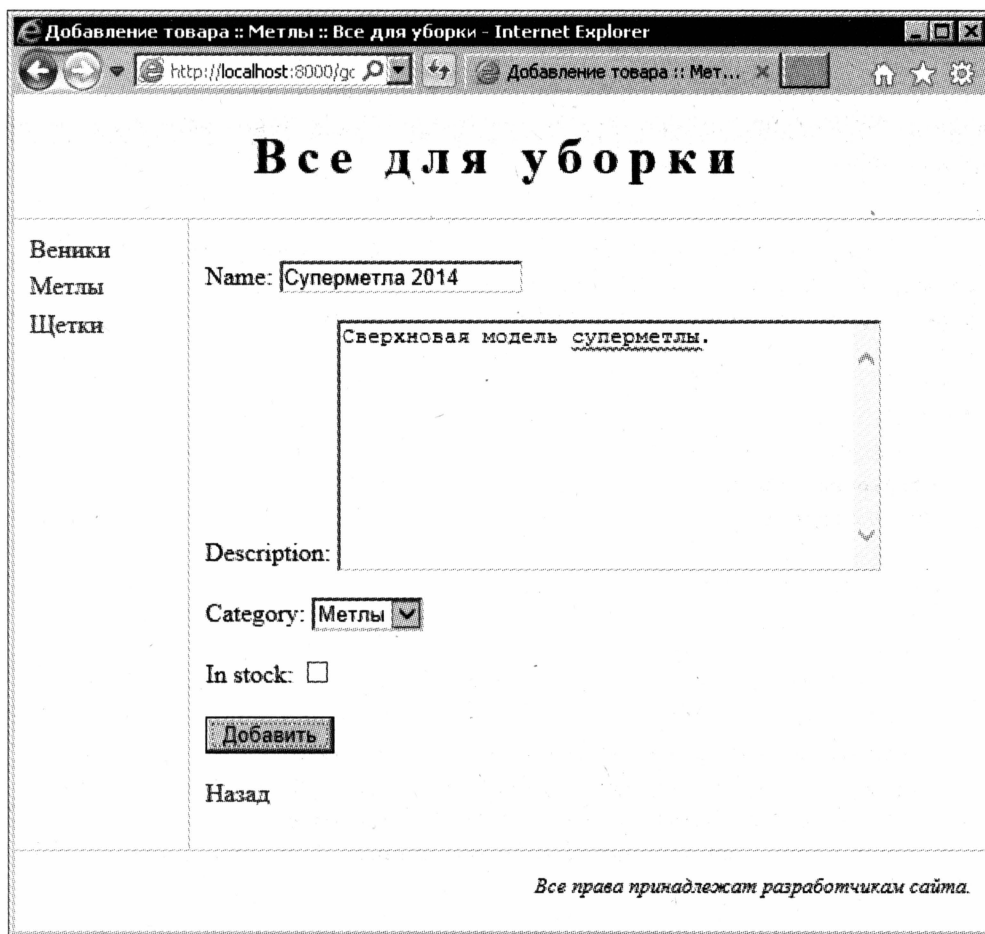 Добавление товара :: Метлы :: Все для уборки - Internet Explorer
http://localhost:8000/gc
Добавление товара :: Мет...
Все для уборки
Веники
Метлы
Щетки
Name: Суперметла 2014
Сверхновая модель суперметлы.
Description:
Category: Метлы
In stock:
Добавить
Назад
Все права принадлежат разработчикам сайта.